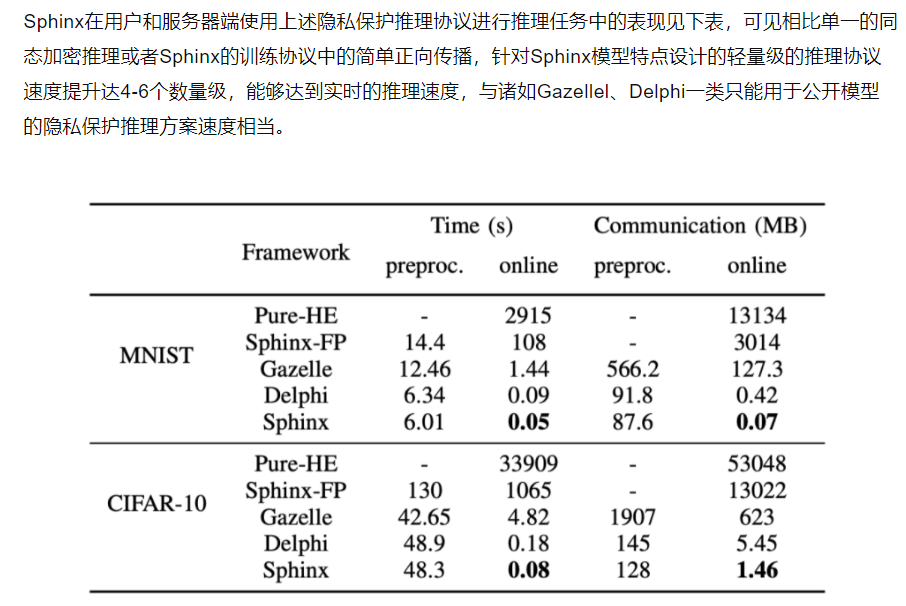 Sphinx在用户和服务器端使用上述隐私保护推理协议进行推理任务中的表现见下表，可见相比单一的同
态加密推理或者Sphinx的训练协议中的简单正向传播，针对Sphinx模型特点设计的轻量级的推理协议
速度提升达4-6个数量级，能够达到实时的推理速度，与诸如Gazellel、Delphi一类只能用于公开模型
的隐私保护推理方案速度相当。
Framework Time (s) Communication (MB)
preproc. online preproc. online
MNIST
Pure-HE - 2915 - 13134
Sphinx-FP 14.4 108 - 3014
Gazelle 12.46 1.44 566.2 127.3
Delphi 6.34 0.09 91.8 0.42
Sphinx 6.01 0.05 87.6 0.07
CIFAR-10
Pure-HE - 33909 - 53048
Sphinx-FP 130 1065 - 13022
Gazelle 42.65 4.82 1907 623
Delphi 48.9 0.18 145 5.45
Sphinx 48.3 0.08 128 1.46